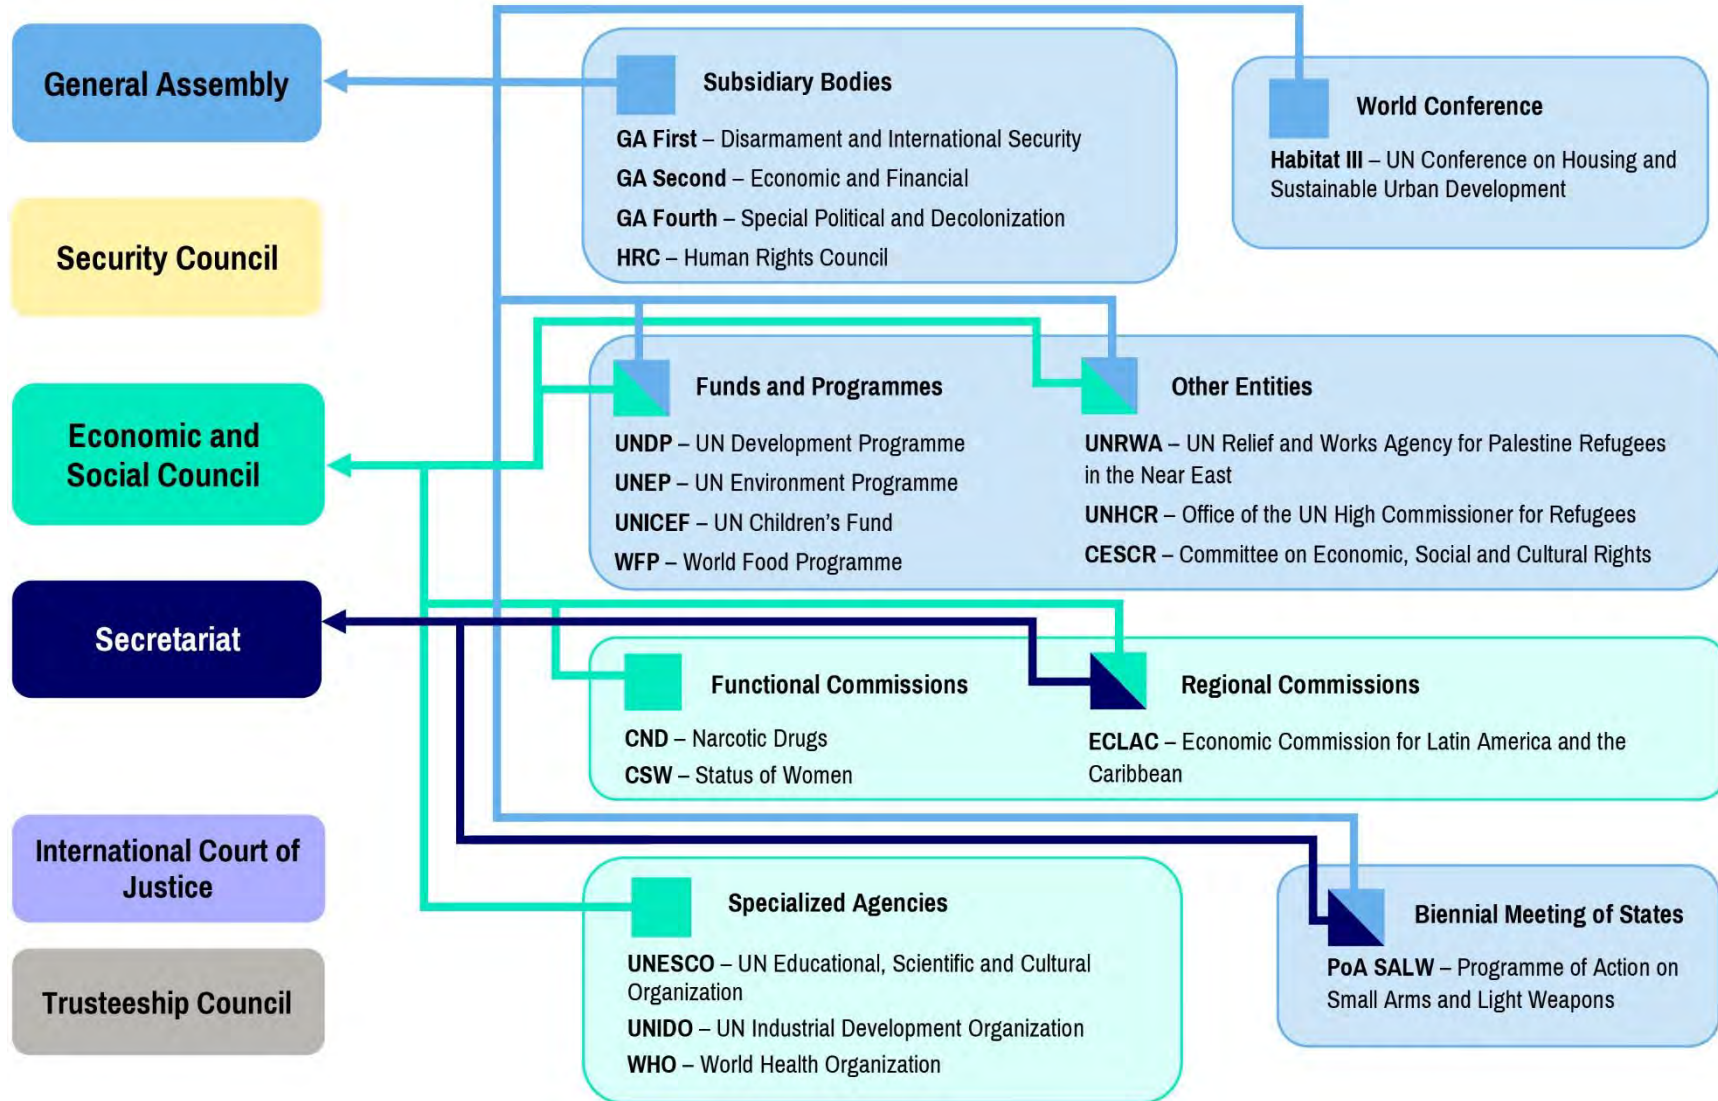 General Assembly
Security Council
Economic and
Social Council
Secretariat
International Court of
Justice
Trusteeship Council
Subsidiary Bodies
GA First – Disarmament and International Security
GA Second – Economic and Financial
GA Fourth – Special Political and Decolonization
HRC – Human Rights Council
World Conference
Habitat III – UN Conference on Housing and
Sustainable Urban Development
Funds and Programmes
UNDP – UN Development Programme
UNEP – UN Environment Programme
UNICEF – UN Children’s Fund
WFP – World Food Programme
Other Entities
UNRWA – UN Relief and Works Agency for Palestine Refugees
in the Near East
UNHCR – Office of the UN High Commissioner for Refugees
CESCR – Committee on Economic, Social and Cultural Rights
Functional Commissions
CND – Narcotic Drugs
CSW – Status of Women
Regional Commissions
ECLAC – Economic Commission for Latin America and the
Caribbean
Specialized Agencies
UNESCO – UN Educational, Scientific and Cultural
Organization
UNIDO – UN Industrial Development Organization
WHO – World Health Organization
Biennial Meeting of States
PoA SALW – Programme of Action on
Small Arms and Light Weapons